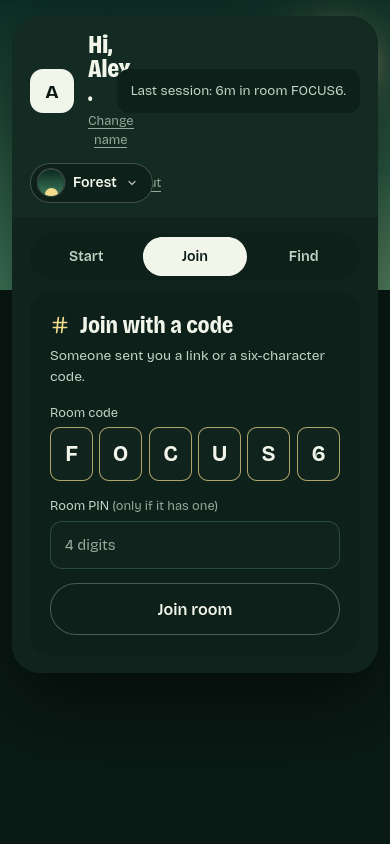 A
Hi,
Alex
.
Last session: 6m in room FOCUS6.
Change
name
Forest
Start
Join
Find
# Join with a code
Someone sent you a link or a six-character
code.
Room code
F O C U S 6
Room PIN (only if it has one)
4 digits
Join room